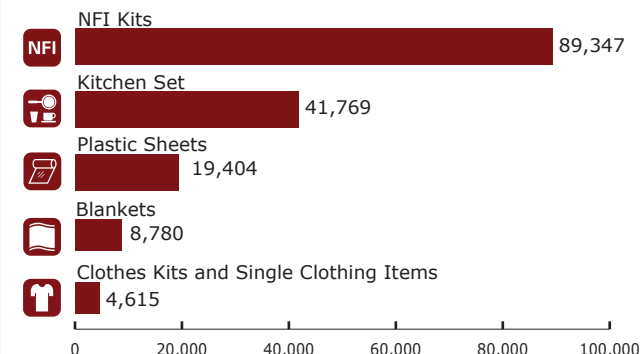 NFI Kits
NFI
89,347
Kitchen Set
41,769
Plastic Sheets
19,404
Blankets
8,780
Clothes Kits and Single Clothing Items
4,615
0 20,000 40,000 60,000 80,000 100,000